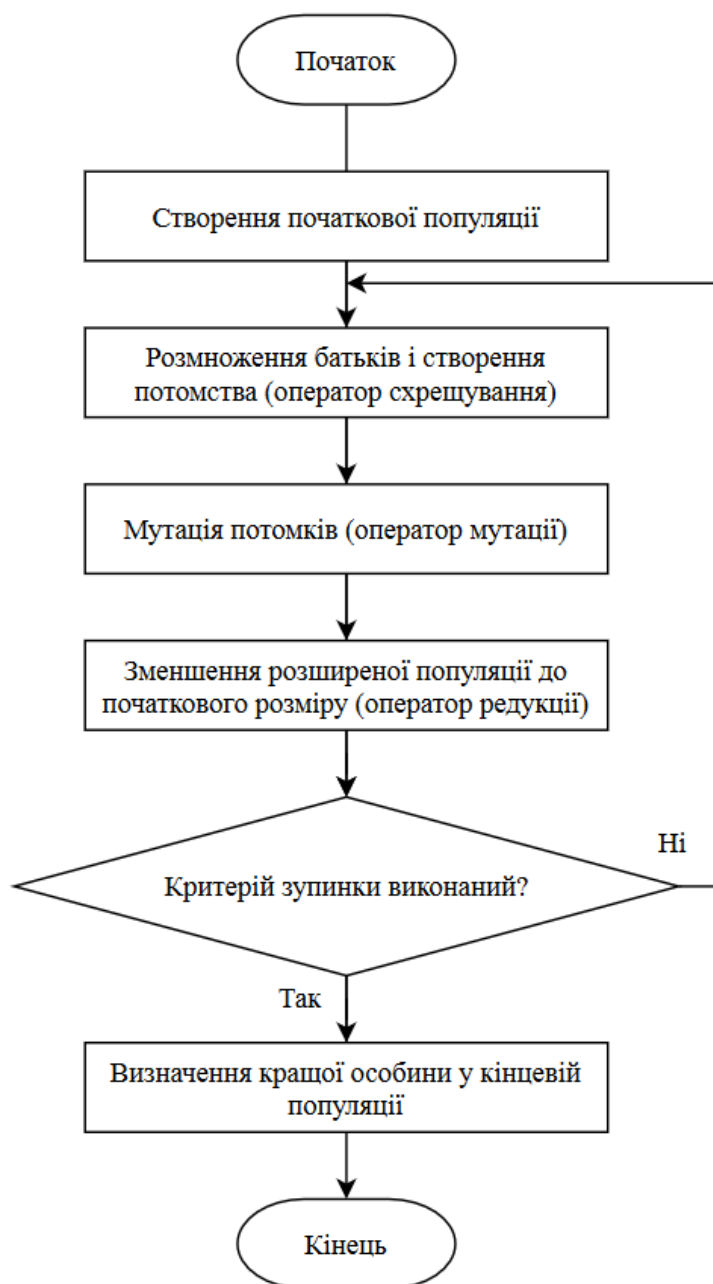 Початок
Створення початкової популяції
Розмноження батьків і створення
потомства (оператор схрещування)
Мутація потомків (оператор мутації)
Зменшення розширеної популяції до
початкового розміру (оператор редукції)
Критерій зупинки виконаний?
Ні
Так
Визначення кращої особини у кінцевій
популяції
Кінець